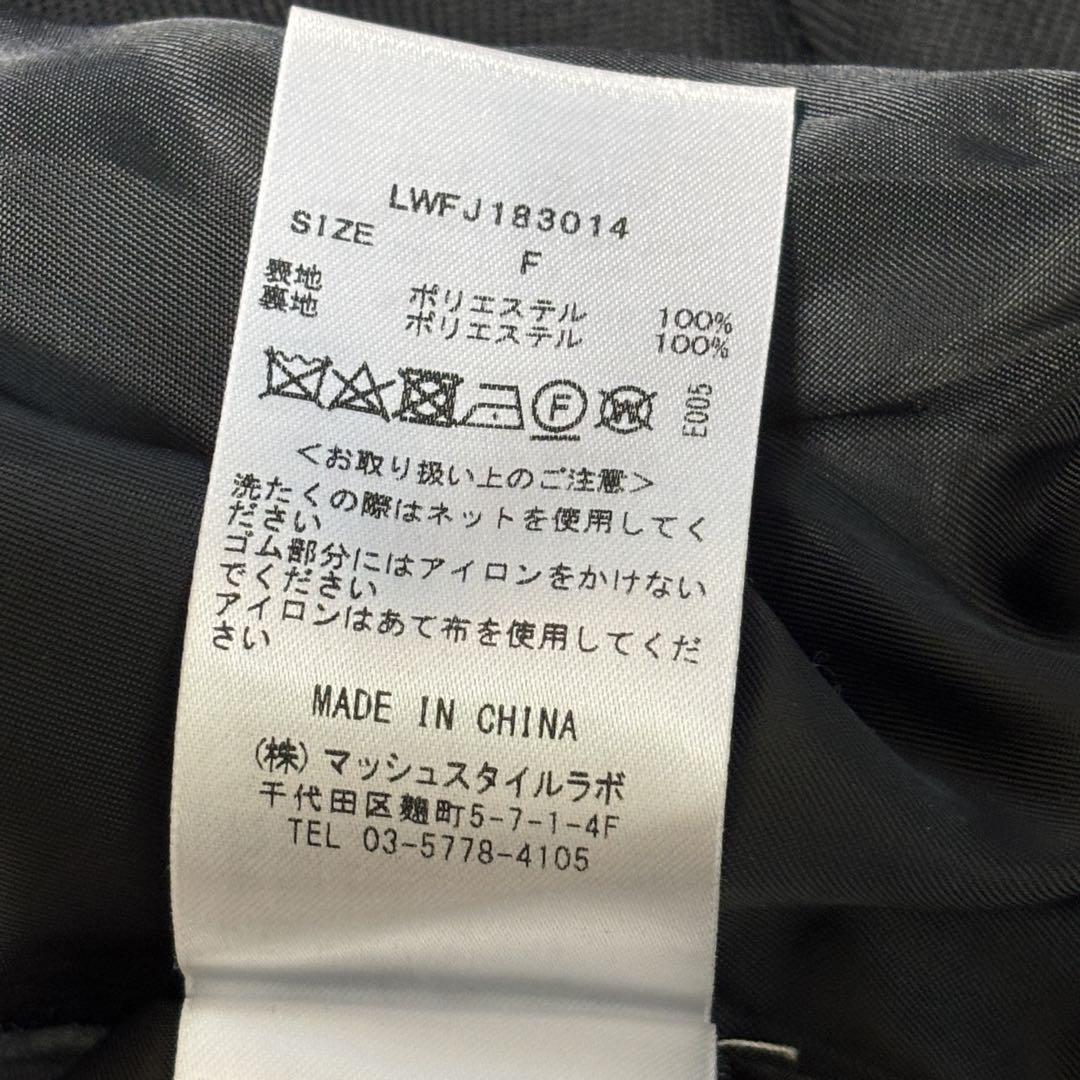 LWFJ183014
SIZE
F
表地 ポリエステル 100%
裏地 ポリエステル 100%
F
W
E005
<お取り扱い上のご注意>
洗たくの際はネットを使用してく
ださい
ゴム部分にはアイロンをかけない
でください
アイロンはあて布を使用してくだ
さい
MADE IN CHINA
(株)マッシュスタイルラボ
千代田区麹町5-7-1-4F
TEL 03-5778-4105